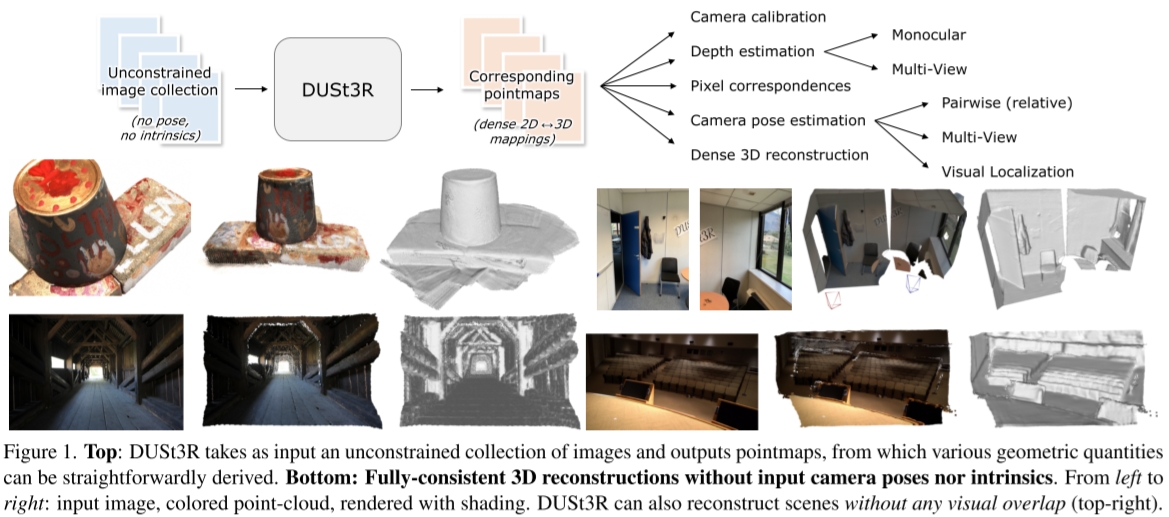 Unconstrained
image collection
(no pose,
no intrinsics)
DUSt3R
Corresponding
pointmaps
(dense 2D↔3D
mappings)
Camera calibration
Depth estimation
Monocular
Multi-View
Pixel correspondences
Camera pose estimation
Pairwise (relative)
Multi-View
Visual Localization
Dense 3D reconstruction
Figure 1. Top: DUSt3R takes as input an unconstrained collection of images and outputs pointmaps, from which various geometric quantities
can be straightforwardly derived. Bottom: Fully-consistent 3D reconstructions without input camera poses nor intrinsics. From left to
right: input image, colored point-cloud, rendered with shading. DUSt3R can also reconstruct scenes without any visual overlap (top-right).